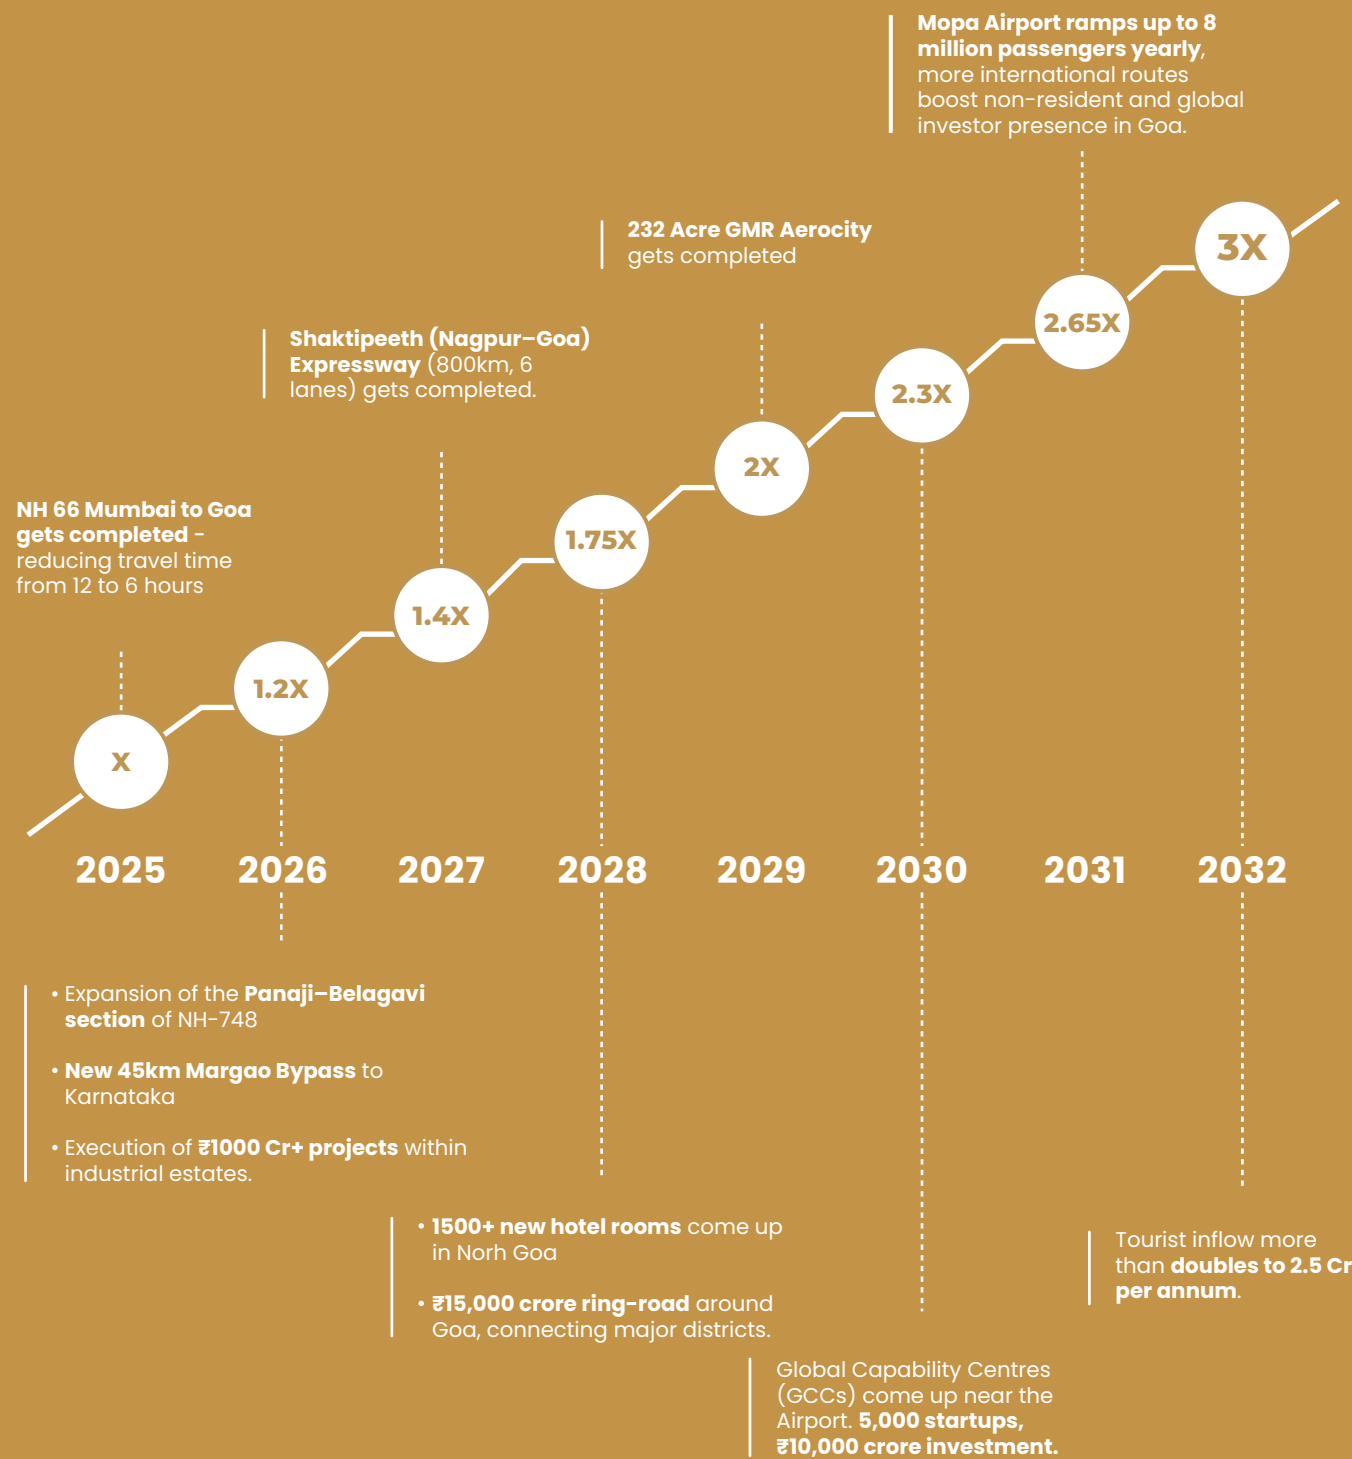 Mopa Airport ramps up to 8
million passengers yearly,
more international routes
boost non-resident and global
investor presence in Goa.
232 Acre GMR Aerocity
gets completed
Shaktipeeth (Nagpur–Goa)
Expressway (800km, 6
lanes) gets completed.
NH 66 Mumbai to Goa
gets completed -
reducing travel time
from 12 to 6 hours
X
1.2X
1.4X
1.75X
2X
2.3X
2.65X
3X
2025
2026
2027
2028
2029
2030
2031
2032
• Expansion of the Panaji–Belagavi
section of NH-748
• New 45km Margao Bypass to
Karnataka
• Execution of ₹1000 Cr+ projects within
industrial estates.
• 1500+ new hotel rooms come up
in Norh Goa
• ₹15,000 crore ring-road around
Goa, connecting major districts.
Global Capability Centres
(GCCs) come up near the
Airport. 5,000 startups,
₹10,000 crore investment.
Tourist inflow more
than doubles to 2.5 Cr
per annum.